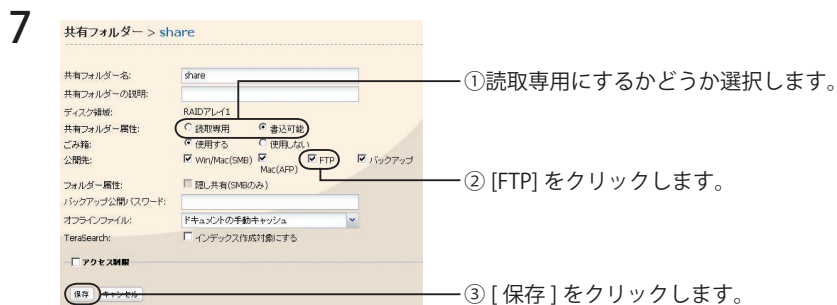 7
共有フォルダー > share
共有フォルダー名: share
共有フォルダーの説明:
ディスク領域: RAIDアレイ1
共有フォルダー属性: 読取専用 書込可能
ごみ箱: 使用する 使用しない
公開先: Win/Mac(SMB) Mac(AFP) FTP バックアップ
フォルダー属性: 隠し共有(SMBのみ)
バックアップ公開パスワード:
オフラインファイル: ドキュメントの手動キャッシュ
TeraSearch: インデックス作成対象にする
アクセス制限
保存 キャンセル
①読取専用にするかどうか選択します。
② [FTP] をクリックします。
③ [ 保存 ] をクリックします。